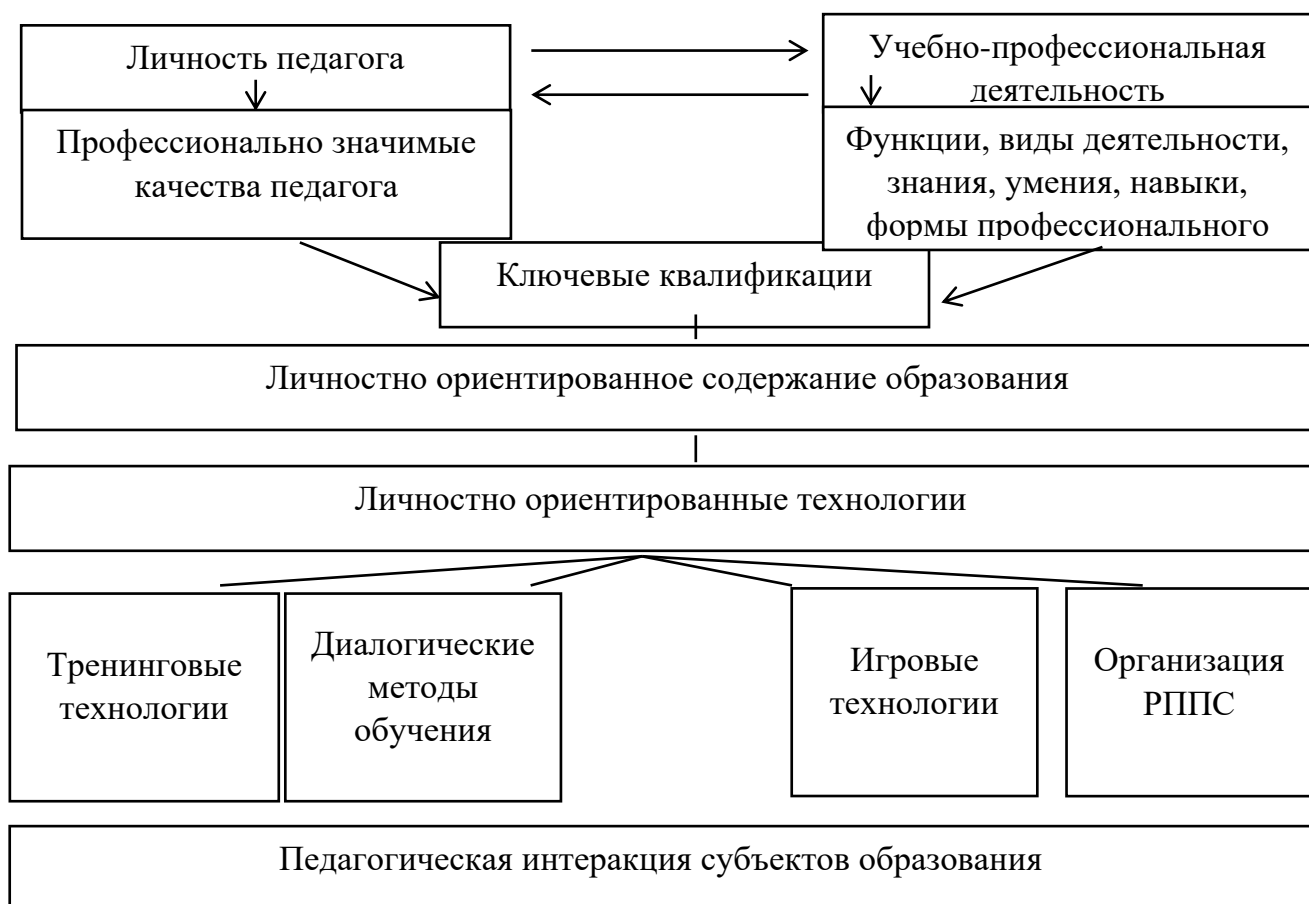 Личность педагога
Учебно-профессиональная
деятельность
Профессионально значимые
качества педагога
Функции, виды деятельности,
знания, умения, навыки,
формы профессионального
Ключевые квалификации
Личностно ориентированное содержание образования
Личностно ориентированные технологии
Тренинговые
технологии
Диалогические
методы
обучения
Игровые
технологии
Организация
РППС
Педагогическая интеракция субъектов образования